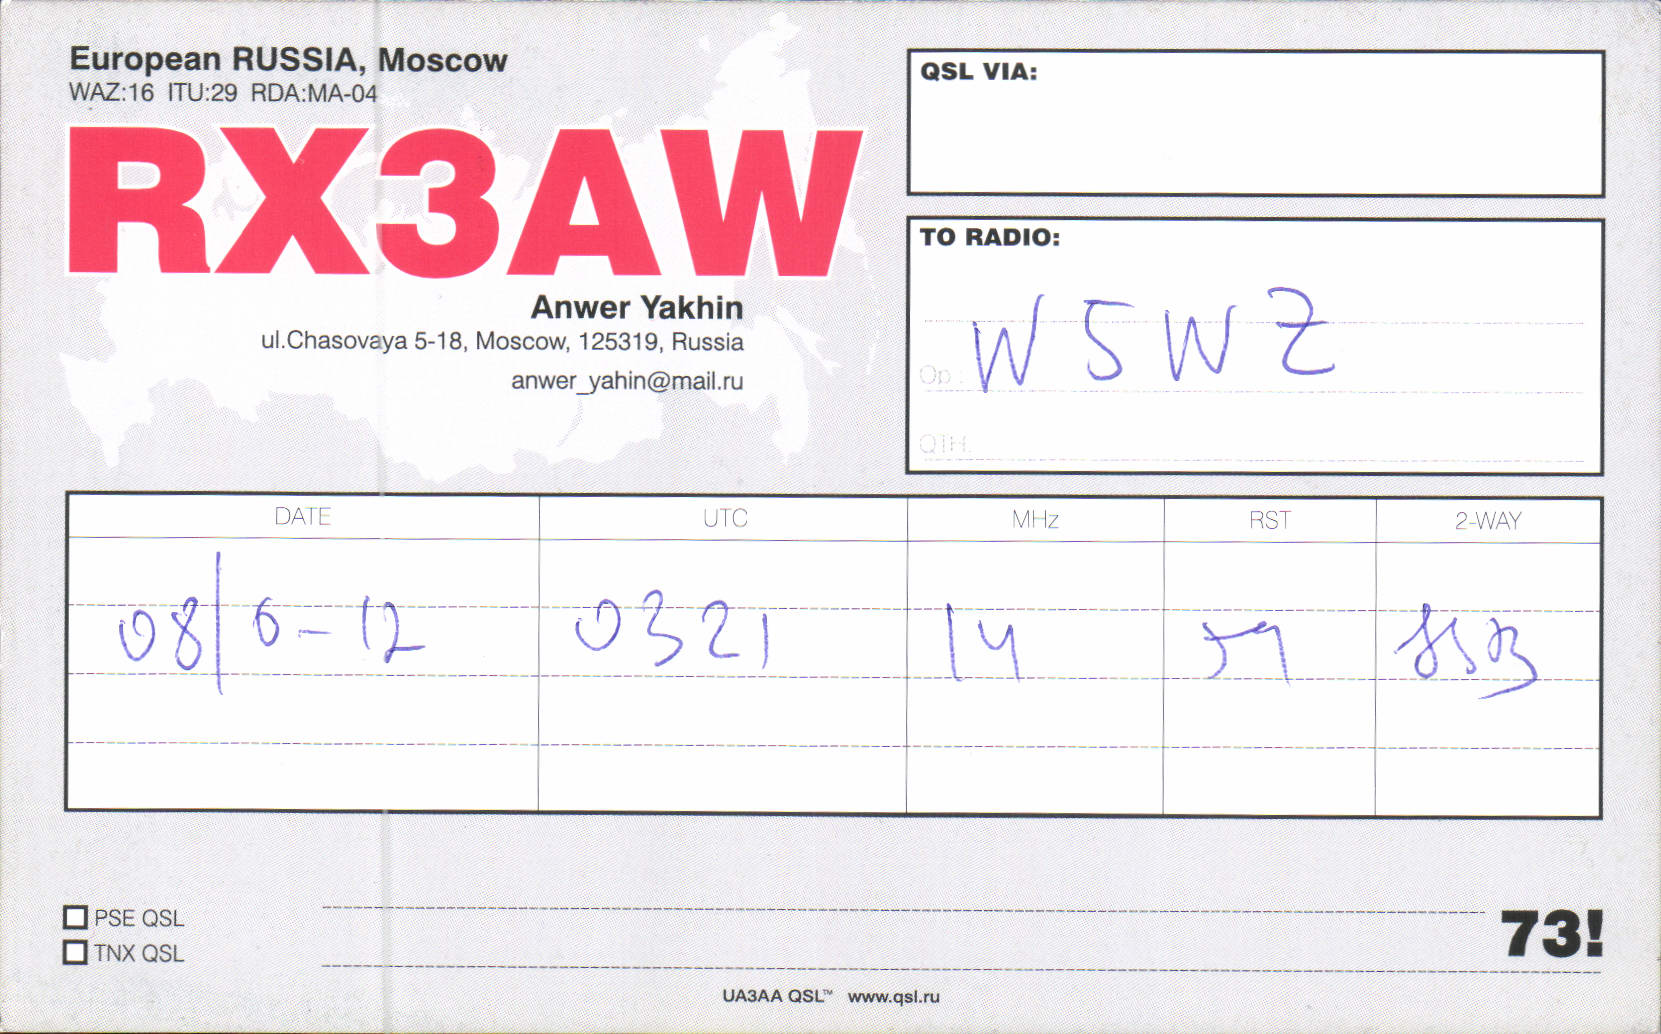 European RUSSIA, Moscow
WAZ:16 ITU:29 RDA:MA-04
RX3AW
Anwer Yakhin
ul.Chasovaya 5-18, Moscow, 125319, Russia
anwer_yahin@mail.ru
QSL VIA:
TO RADIO:
W5WZ
Op.:
QTH:
DATE UTC MHz RST 2-WAY
08/6-12 0321 14 59 SSB
PSE QSL
TNX QSL
73!
UA3AA QSL™ www.qsl.ru